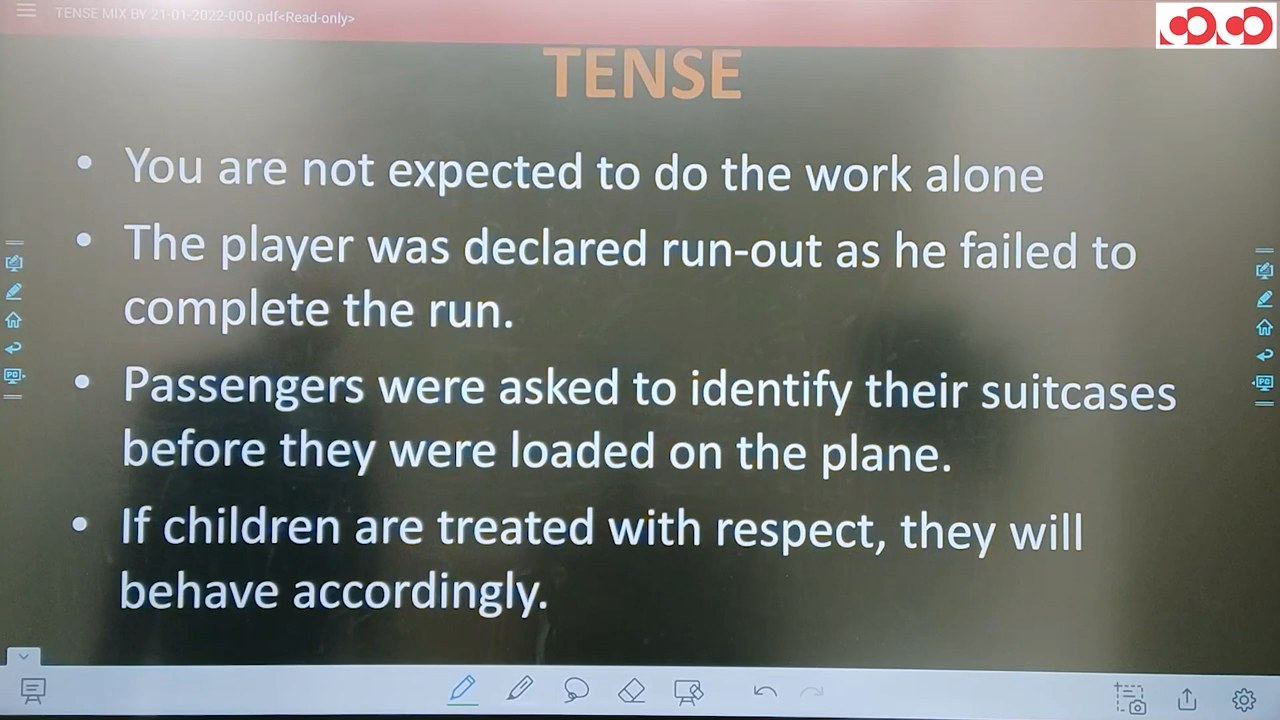 TENSE MIX BY 21-01-2022-000.pdf<Read-only>
TENSE
• You are not expected to do the work alone
• The player was declared run-out as he failed to
complete the run.
• Passengers were asked to identify their suitcases
before they were loaded on the plane.
• If children are treated with respect, they will
behave accordingly.
PC
PC